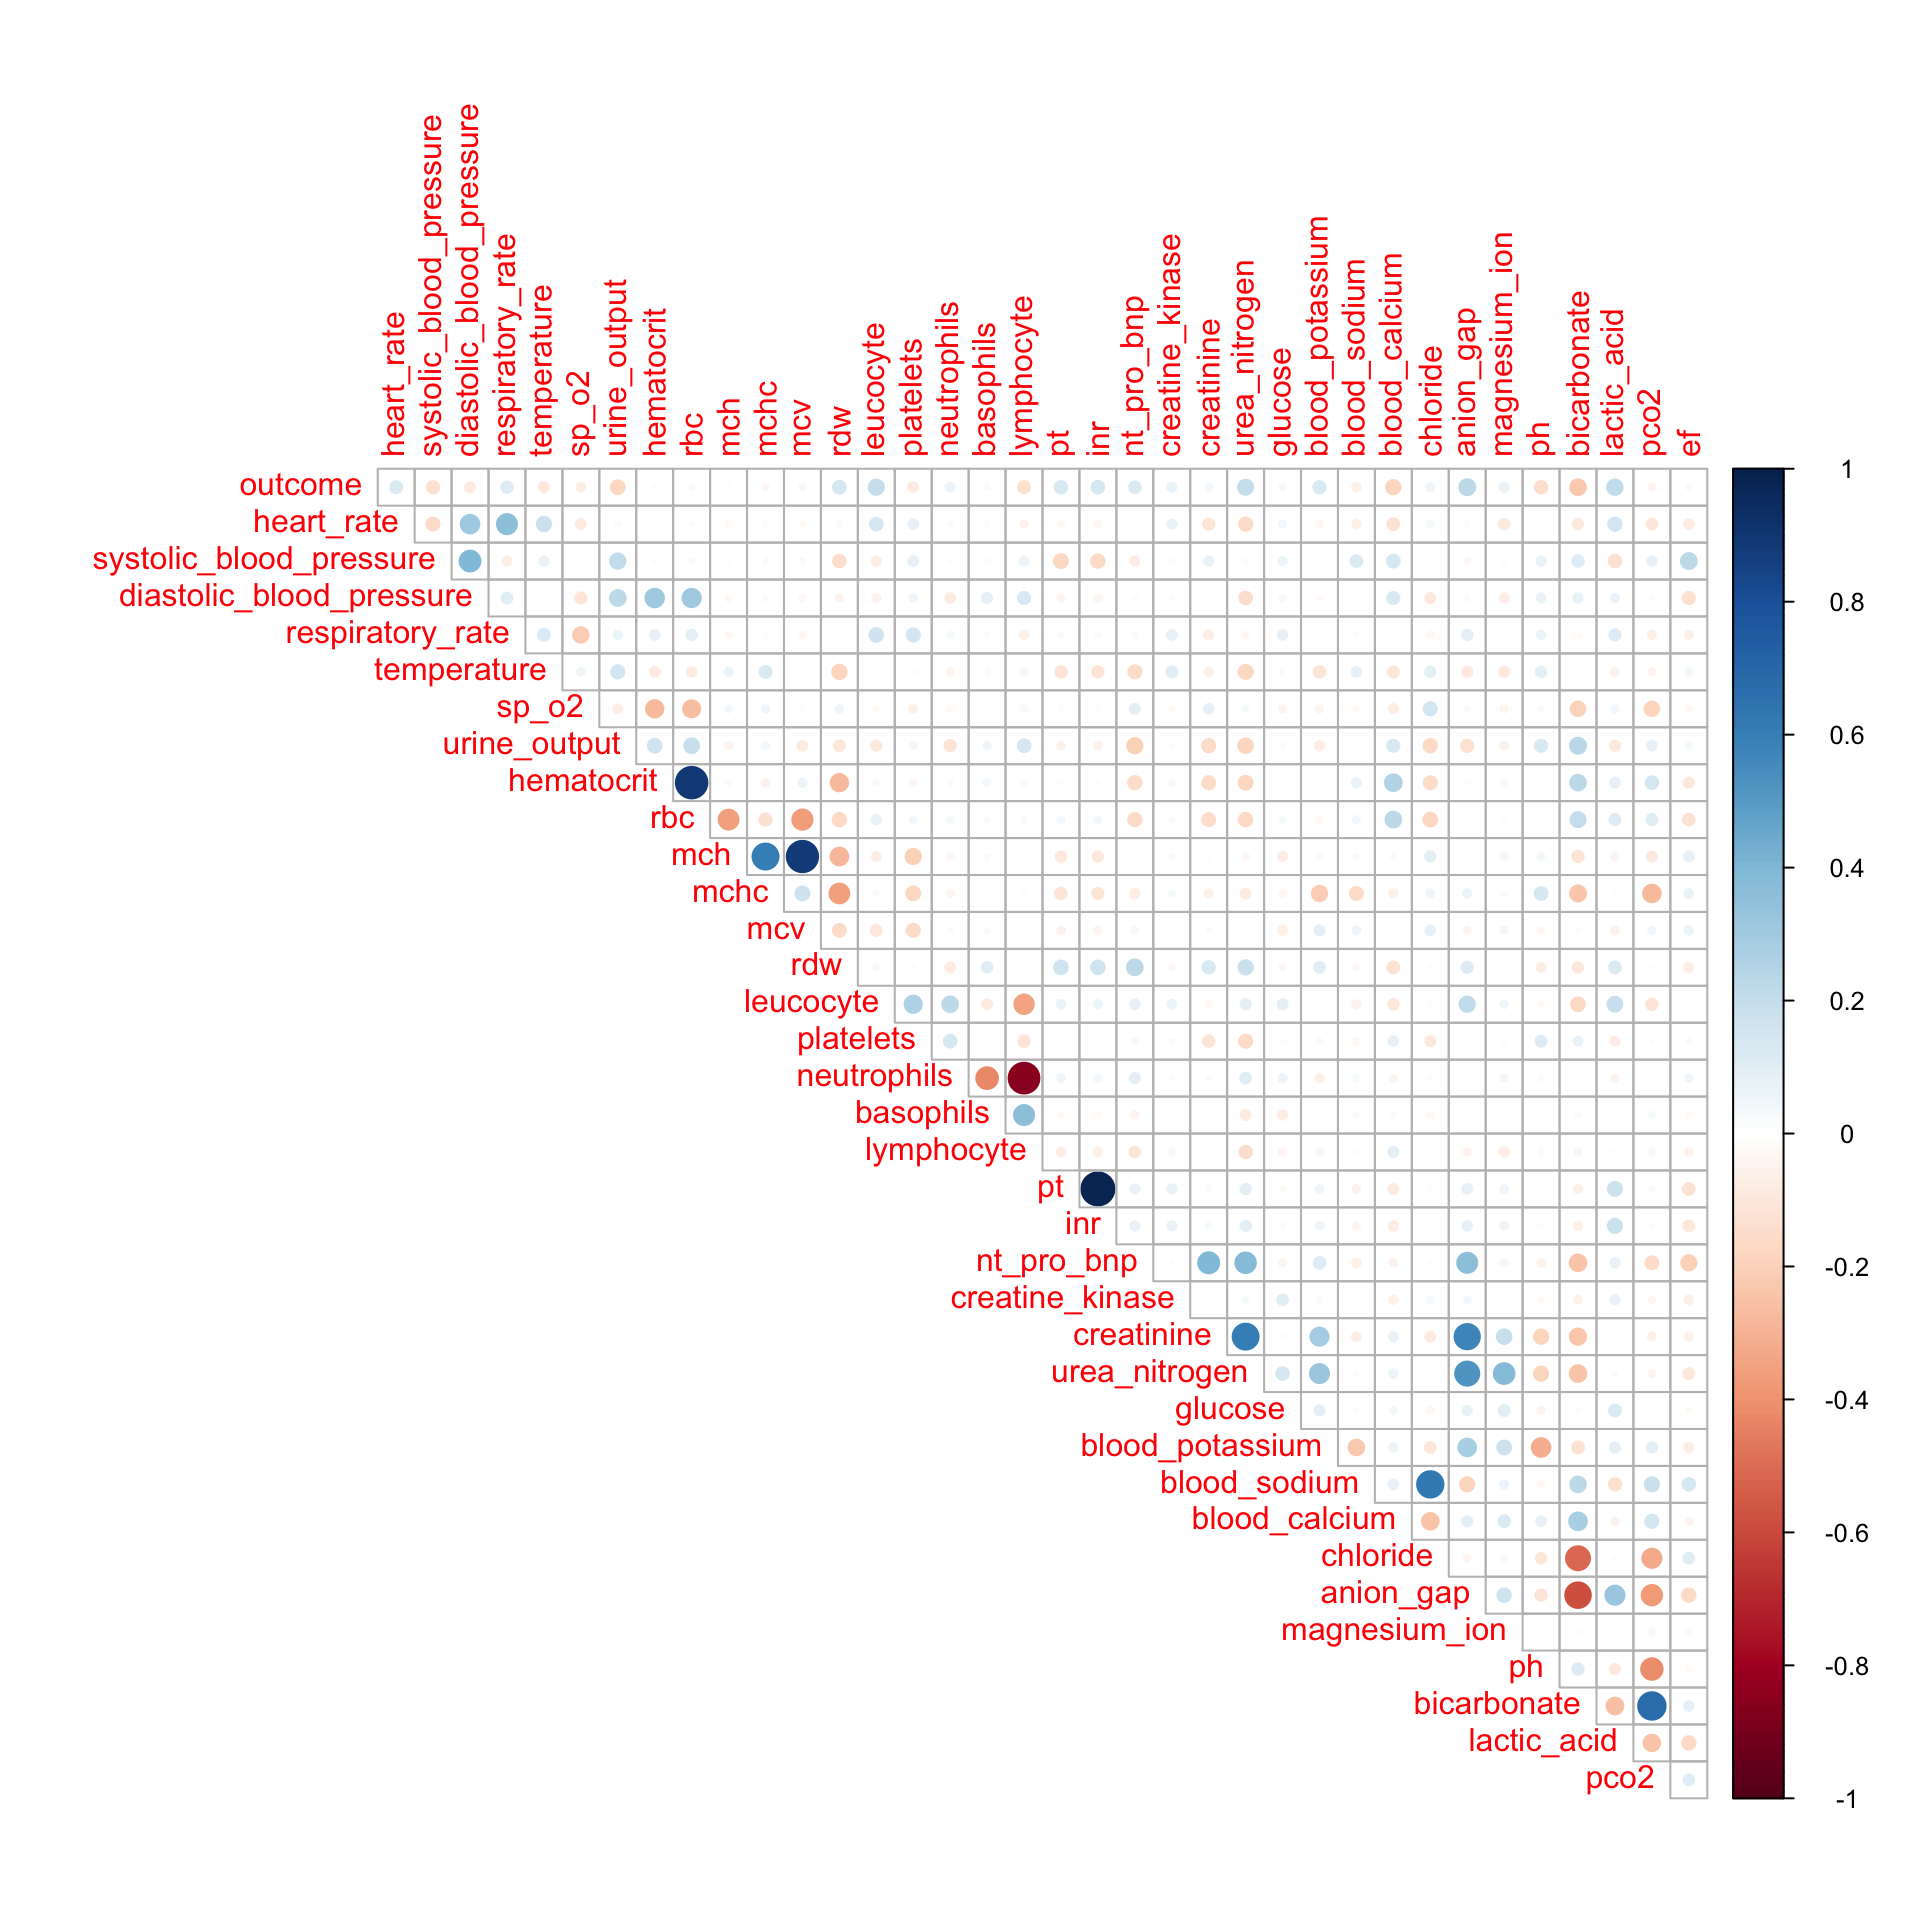 heart_rate
systolic_blood_pressure
diastolic_blood_pressure
respiratory_rate
temperature
sp_o2
urine_output
hematocrit
rbc
mch
mchc
mcv
rdw
leucocyte
platelets
neutrophils
basophils
lymphocyte
pt
inr
nt_pro_bnp
creatine_kinase
creatinine
urea_nitrogen
glucose
blood_potassium
blood_sodium
blood_calcium
chloride
anion_gap
magnesium_ion
ph
bicarbonate
lactic_acid
pco2
ef
outcome
heart_rate
systolic_blood_pressure
diastolic_blood_pressure
respiratory_rate
temperature
sp_o2
urine_output
hematocrit
rbc
mch
mchc
mcv
rdw
leucocyte
platelets
neutrophils
basophils
lymphocyte
pt
inr
nt_pro_bnp
creatine_kinase
creatinine
urea_nitrogen
glucose
blood_potassium
blood_sodium
blood_calcium
chloride
anion_gap
magnesium_ion
ph
bicarbonate
lactic_acid
pco2
1
0.8
0.6
0.4
0.2
0
-0.2
-0.4
-0.6
-0.8
-1